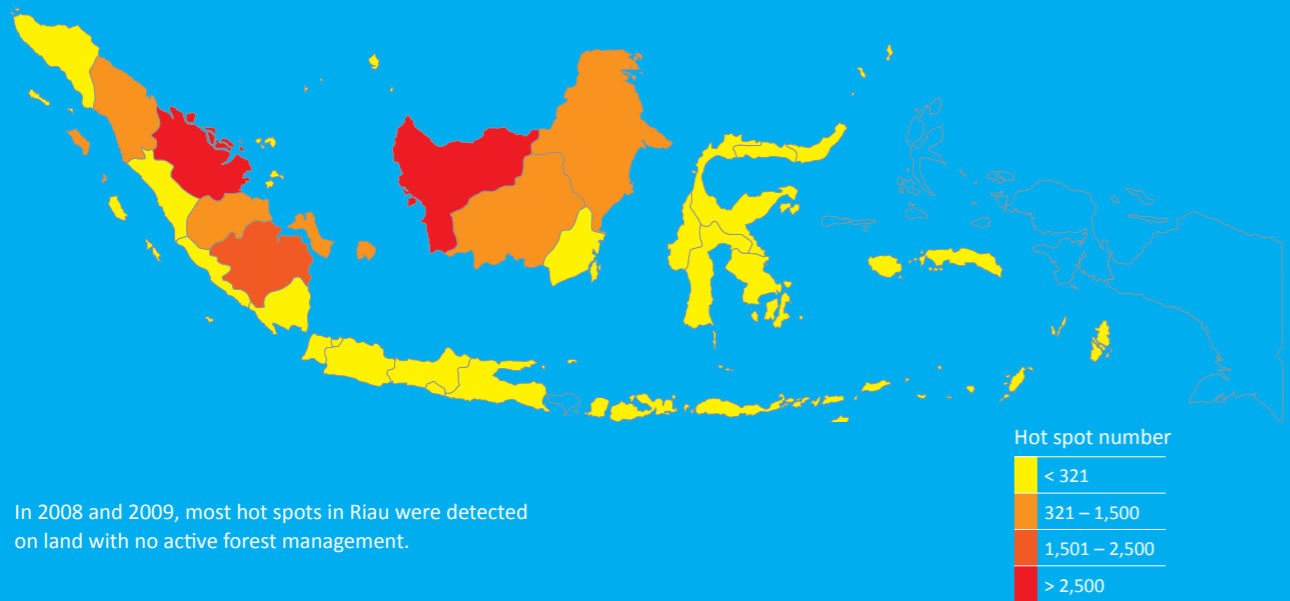 Hot spot number
< 321
321 – 1,500
1,501 – 2,500
> 2,500
In 2008 and 2009, most hot spots in Riau were detected
on land with no active forest management.